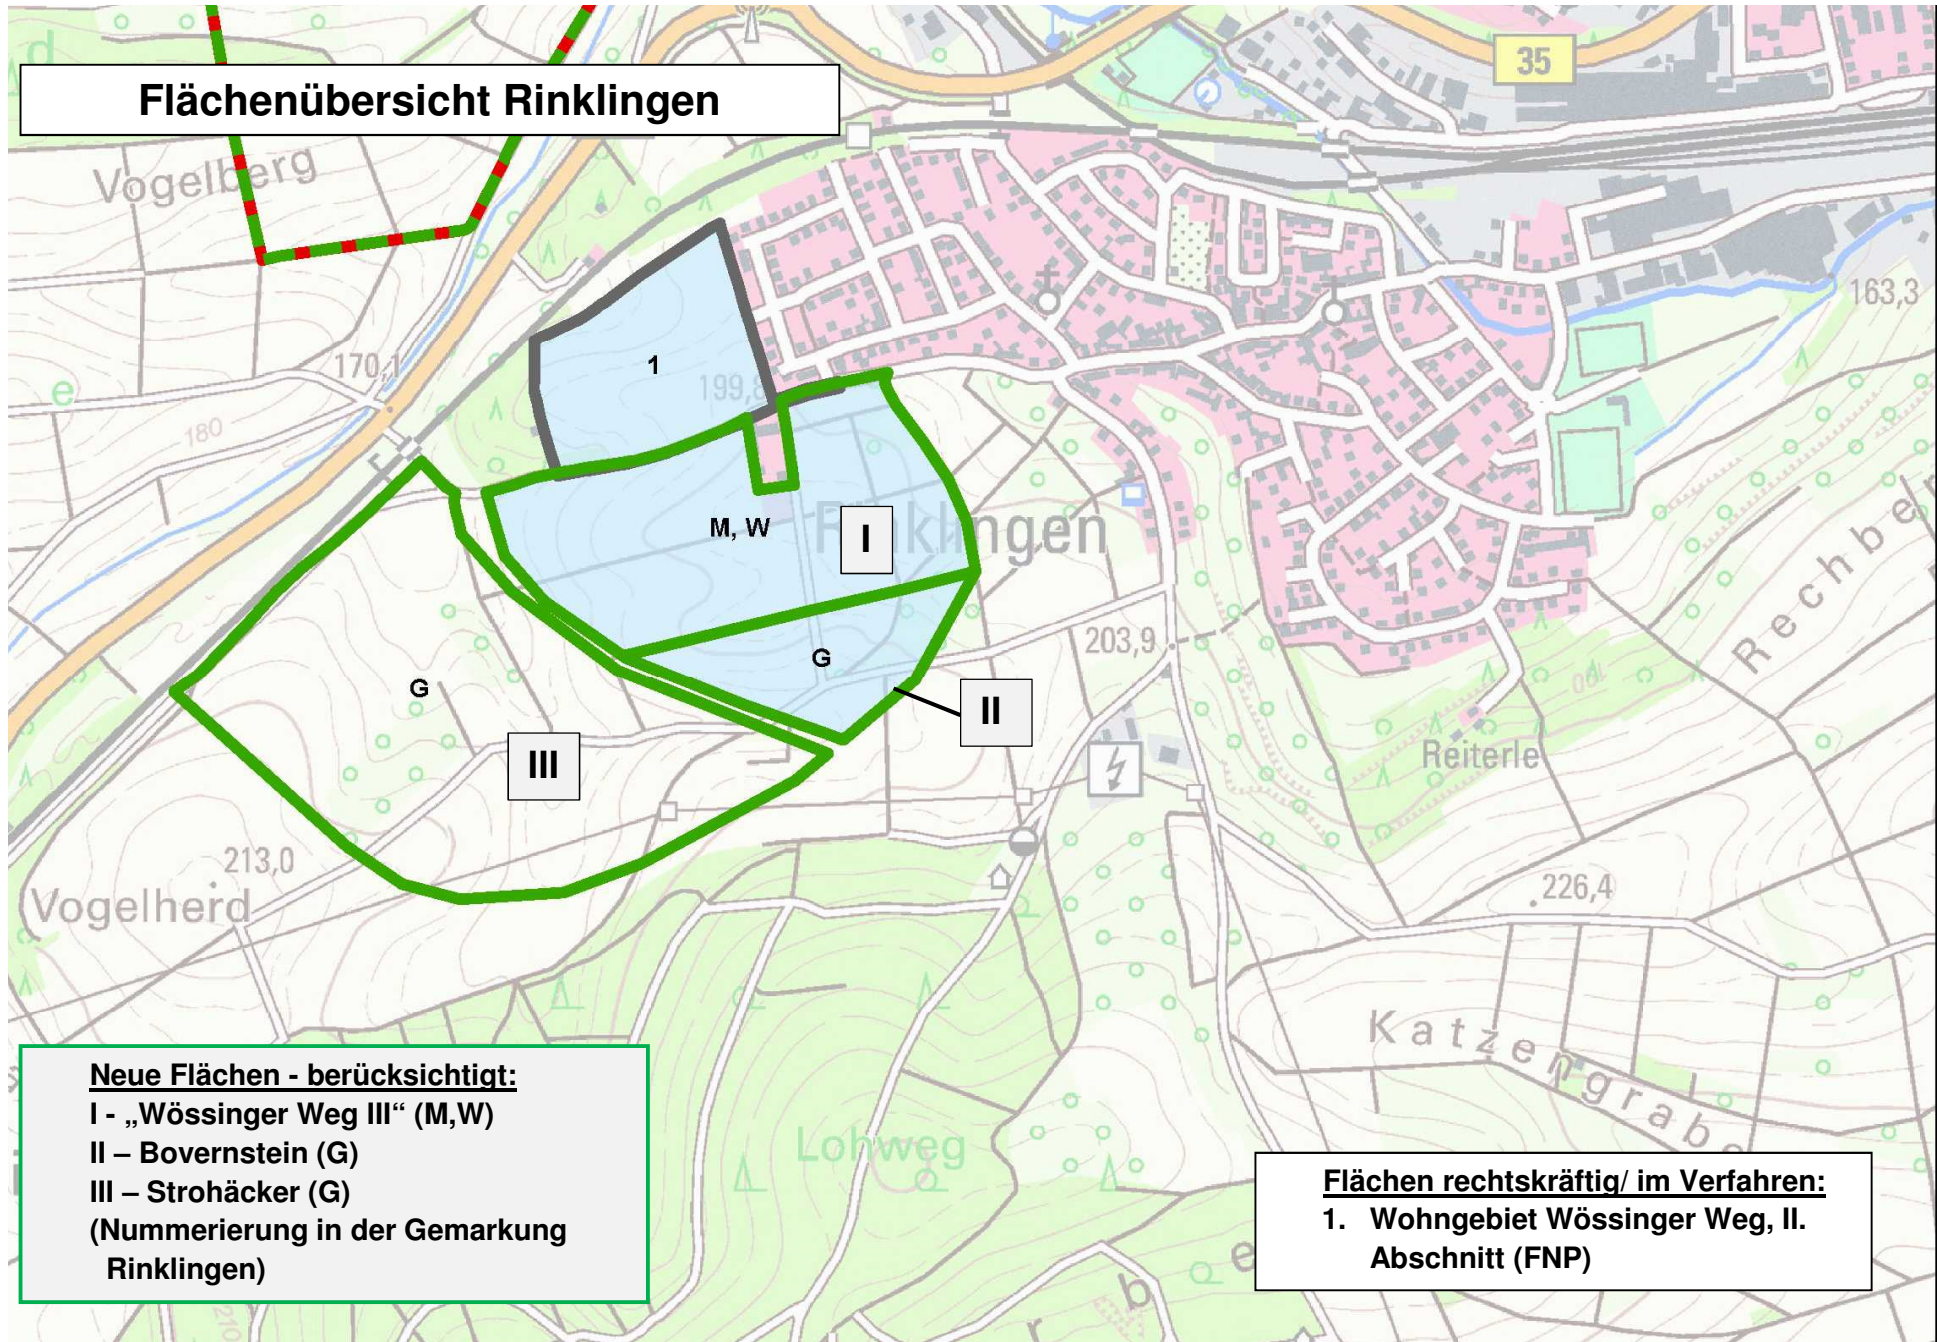 Flächenübersicht Rinklingen
35
Vogelberg
163,3
170,1
199,8
1
180
M, W
I
Rinklingen
G
203,9
II
G
III
Reiterle
213,0
Vogelherd
226,4
Lohweg
Neue Flächen - berücksichtigt:
I - „Wössinger Weg III“ (M,W)
II – Bovernstein (G)
III – Strohäcker (G)
(Nummerierung in der Gemarkung
Rinklingen)
Flächen rechtskräftig/ im Verfahren:
1. Wohngebiet Wössinger Weg, II.
Abschnitt (FNP)
210